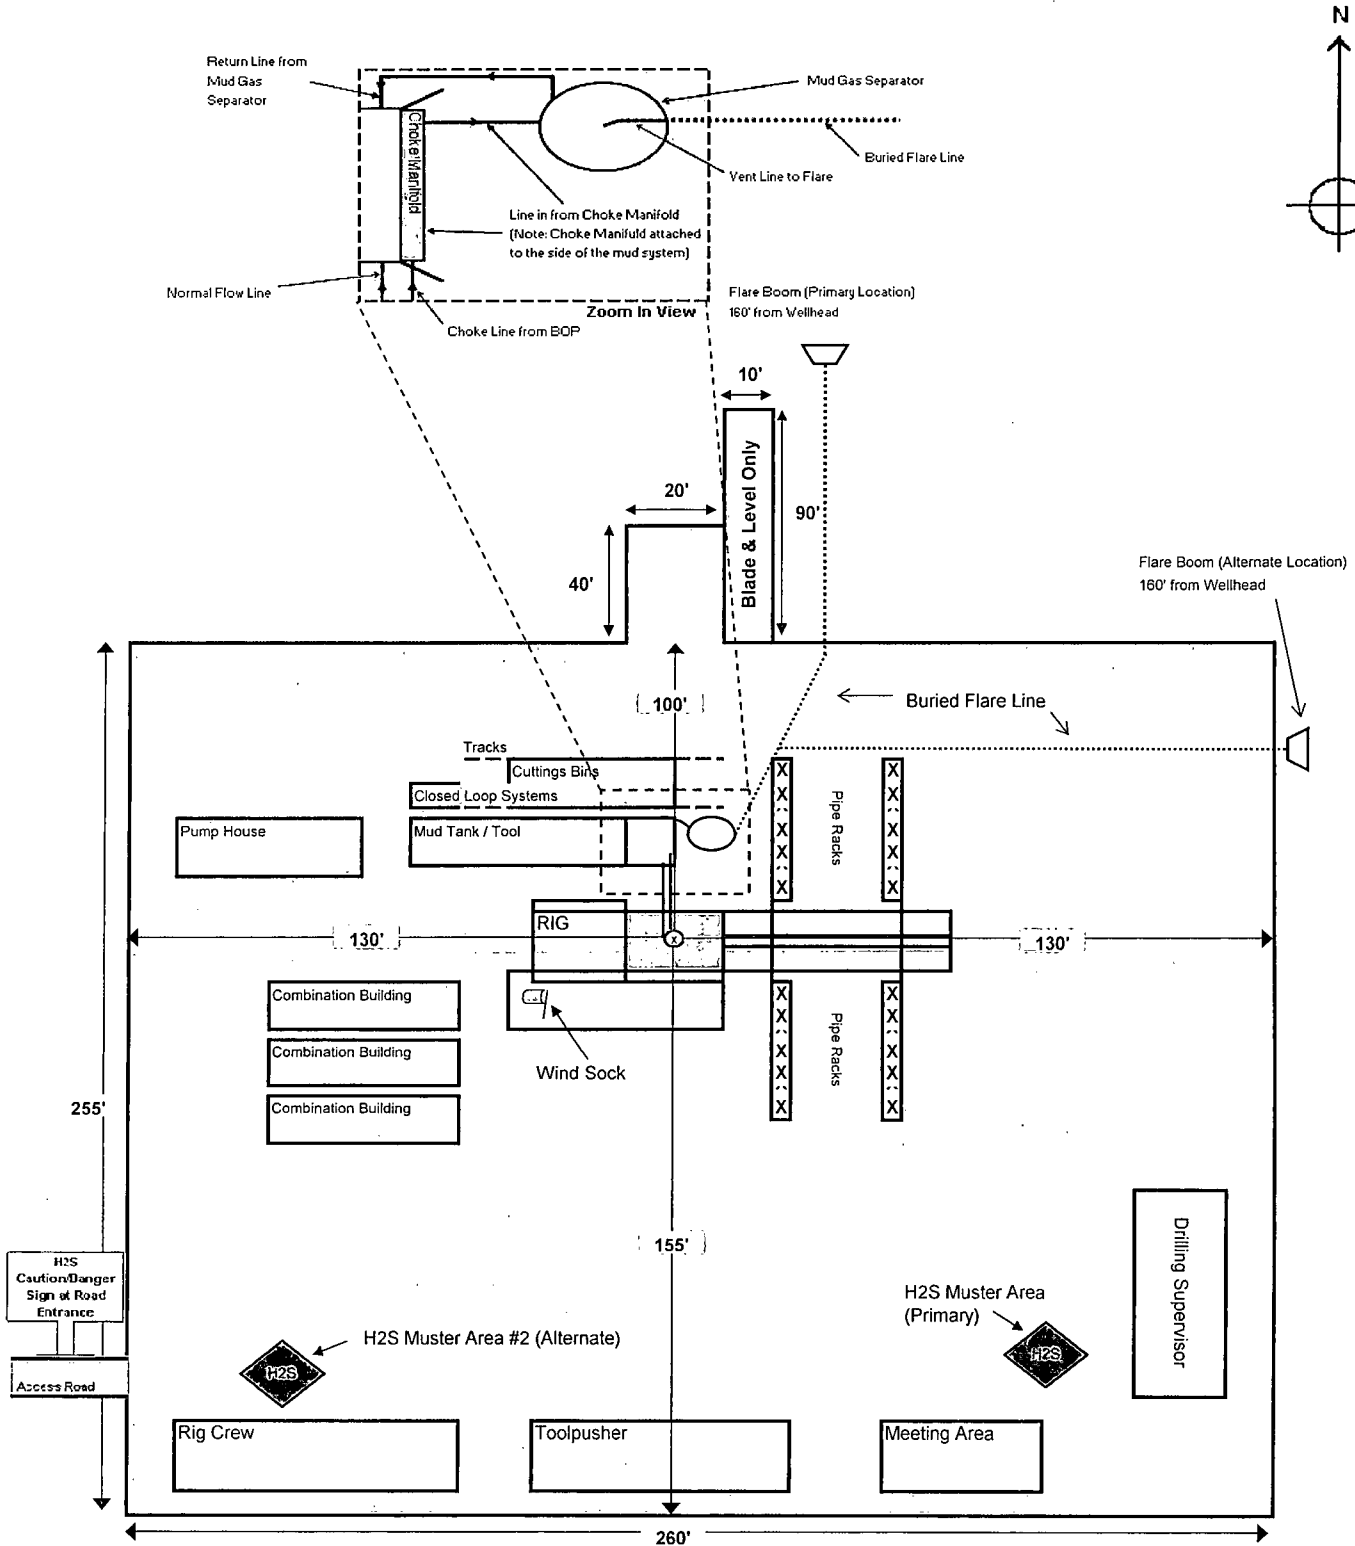 N
Return Line from
Mud Gas
Separator
Mud Gas Separator
Choke Manifold
Buried Flare Line
Vent Line to Flare
Line in from Choke Manifold
(Note: Choke Manifold attached
to the side of the mud system)
Normal Flow Line
Choke Line from BOP
Zoom In View
Flare Boom (Primary Location)
160' from Wellhead
10'
Blade & Level Only
20'
90'
40'
Flare Boom (Alternate Location)
160' from Wellhead
100'
Buried Flare Line
Tracks
Cuttings Bins
Closed Loop Systems
Pump House
Mud Tank / Tool
X
X
X
X
X
Pipe Racks
X
X
X
X
X
RIG
x
130'
130'
Combination Building
Combination Building
Combination Building
Wind Sock
X
X
X
X
X
X
Pipe Racks
X
X
X
X
X
X
255'
155'
H2S
Caution/Danger
Sign at Road
Entrance
Access Road
H2S Muster Area #2 (Alternate)
H2S
H2S Muster Area
(Primary)
H2S
Drilling Supervisor
Rig Crew
Toolpusher
Meeting Area
260'